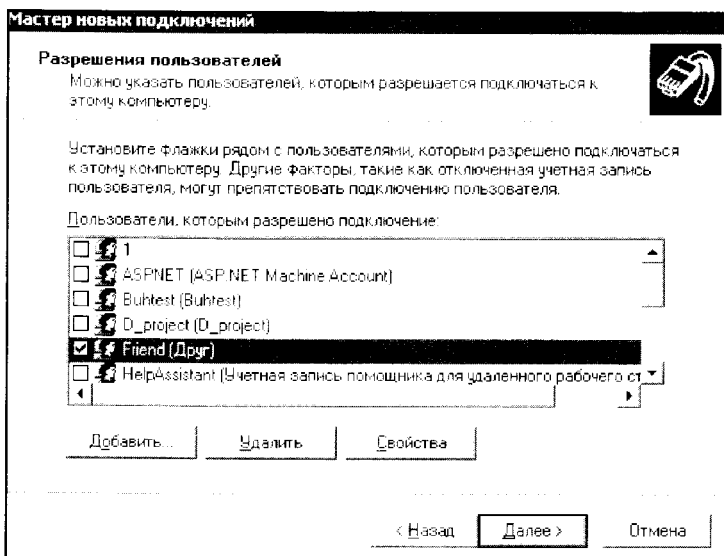 Мастер новых подключений
Разрешения пользователей
Можно указать пользователей, которым разрешается подключаться к
этому компьютеру.
Установите флажки рядом с пользователями, которым разрешено подключаться
к этому компьютеру. Другие факторы, такие как отключенная учетная запись
пользователя, могут препятствовать подключению пользователя.
Пользователи, которым разрешено подключение:
1
ASPNET (ASP.NET Machine Account)
Buhtest (Buhtest)
D_project (D_project)
Friend (Друг)
HelpAssistant (Учетная запись помощника для удаленного рабочего ст
Добавить...
Удалить
Свойства
< Назад
Далее >
Отмена